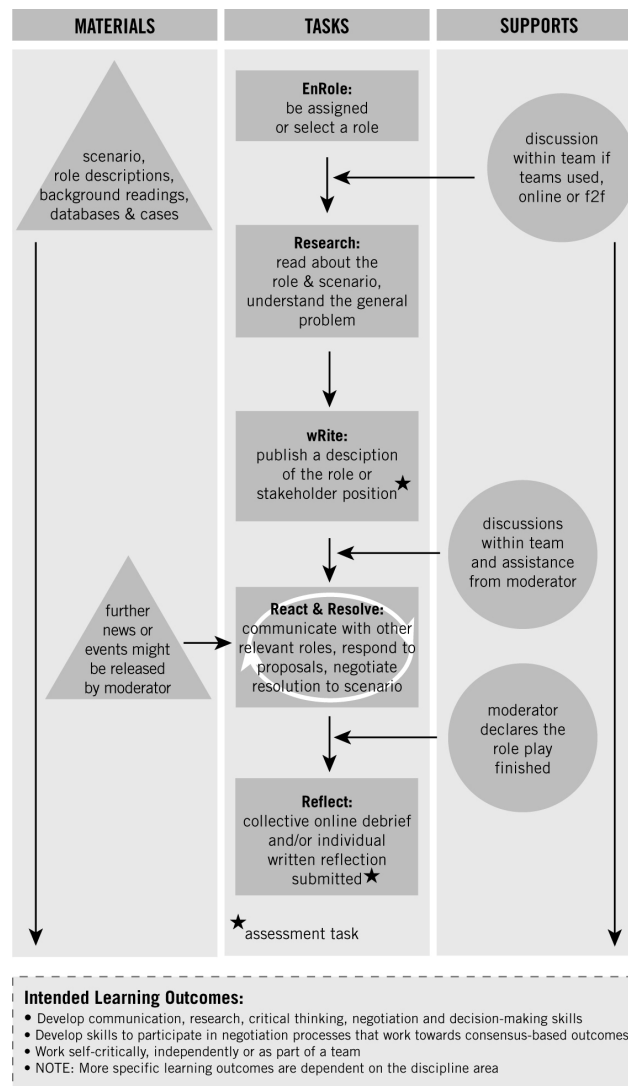 MATERIALS
TASKS
SUPPORTS
scenario,
role descriptions,
background readings,
databases & cases
EnRole:
be assigned
or select a role
discussion
within team if
teams used,
online or f2f
Research:
read about the
role & scenario,
understand the general
problem
wRite:
publish a desciption
of the role or
stakeholder position★
discussions
within team
and assistance
from moderator
further
news or
events might
be released
by moderator
React & Resolve:
communicate with other
relevant roles, respond to
proposals, negotiate
resolution to scenario
moderator
declares the
role play
finished
Reflect:
collective online debrief
and/or individual
written reflection
submitted★
★assessment task
Intended Learning Outcomes:
• Develop communication, research, critical thinking, negotiation and decision-making skills
• Develop skills to participate in negotiation processes that work towards consensus-based outcomes
• Work self-critically, independently or as part of a team
• NOTE: More specific learning outcomes are dependent on the discipline area